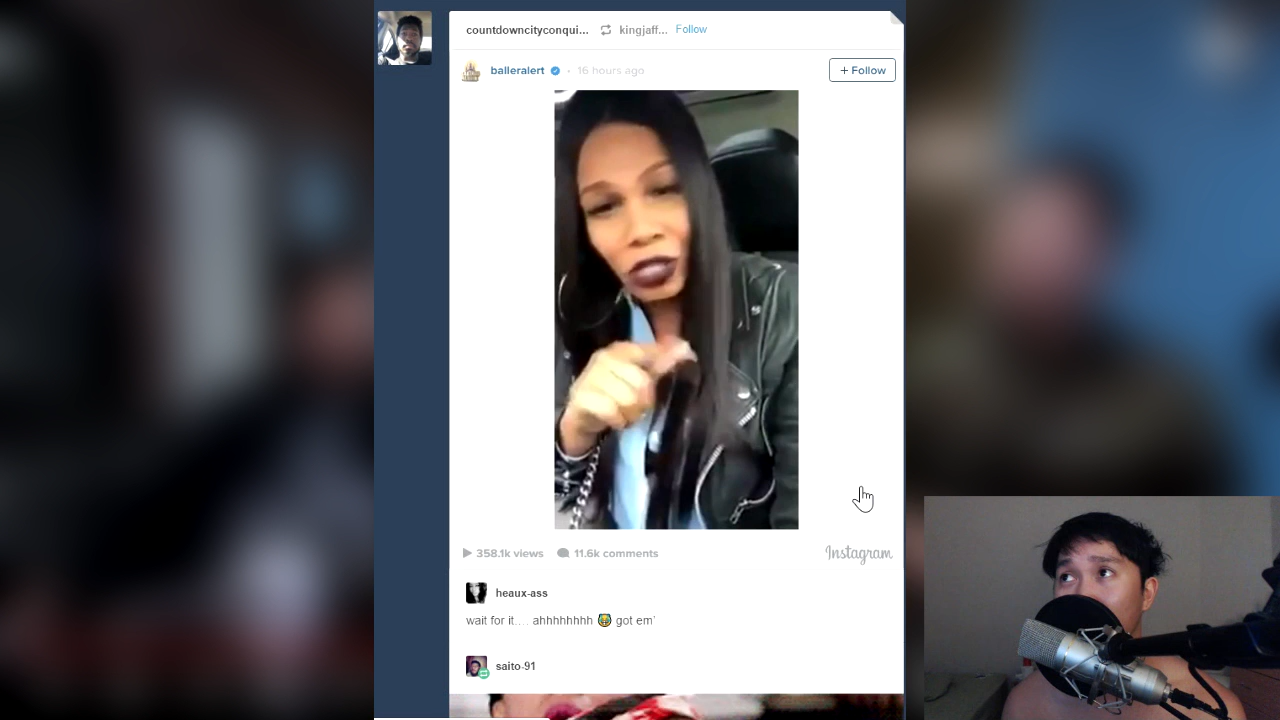 countdowncityconqui... kingjaff... Follow
balleralert • 16 hours ago + Follow
358.1k views 11.6k comments Instagram
heaux-ass
wait for it.... ahhhhhhhh 😭 got em'
saito-91